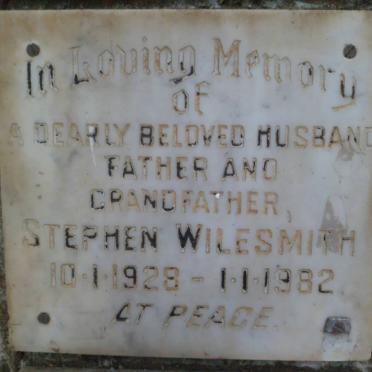 In Loving Memory
of
A DEARLY BELOVED HUSBAND
FATHER AND
GRANDFATHER,
STEPHEN WILESMITH
10·1·1928 - 1·1·1982
AT PEACE.